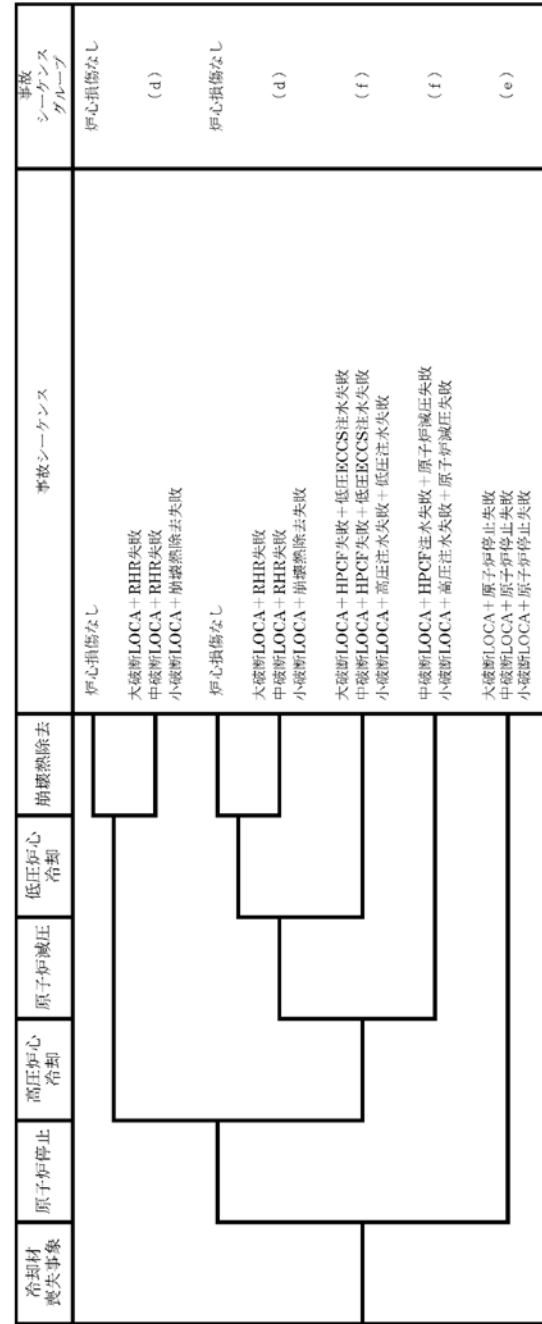 冷却材
喪失事象
原子炉停止
高圧炉心
冷却
原子炉減圧
低圧炉心
冷却
崩壊熱除去
事故シーケンス
事故
シーケンス
グループ
炉心損傷なし
炉心損傷なし
大破断LOCA＋RHR失敗
中破断LOCA＋RHR失敗
小破断LOCA＋崩壊熱除去失敗
(d)
炉心損傷なし
炉心損傷なし
大破断LOCA＋RHR失敗
中破断LOCA＋RHR失敗
小破断LOCA＋崩壊熱除去失敗
(d)
大破断LOCA＋HPCF失敗＋低圧ECCS注水失敗
中破断LOCA＋HPCF失敗＋低圧ECCS注水失敗
小破断LOCA＋高圧注水失敗＋低圧注水失敗
(f)
中破断LOCA＋HPCF注水失敗＋原子炉減圧失敗
小破断LOCA＋高圧注水失敗＋原子炉減圧失敗
(f)
大破断LOCA＋原子炉停止失敗
中破断LOCA＋原子炉停止失敗
小破断LOCA＋原子炉停止失敗
(e)